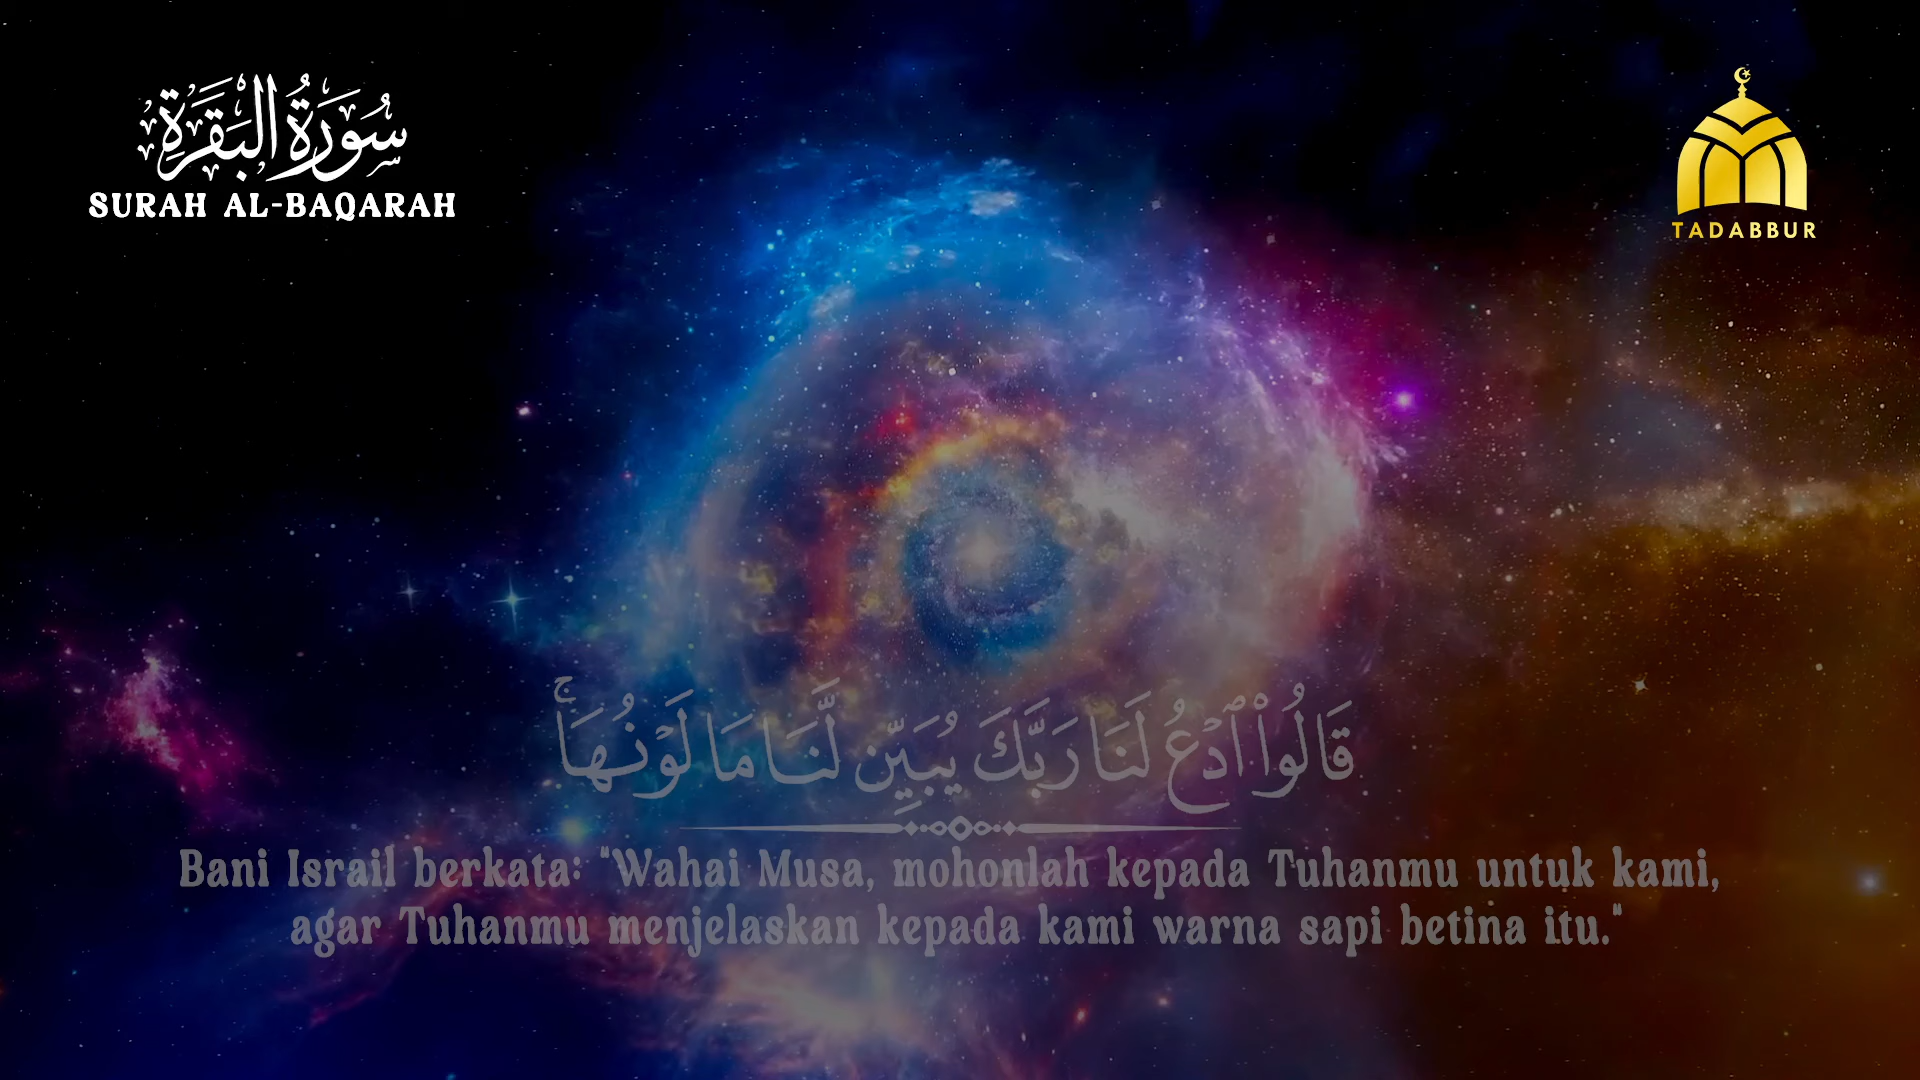 سُورَةُ البَقَرَةِ
SURAH AL-BAQARAH
TADABBUR
قَالُوا۟ ٱدْعُ لَنَا رَبَّكَ يُبَيِّن لَّنَا مَا لَوْنُهَا ۚ
Bani Israil berkata: "Wahai Musa, mohonlah kepada Tuhanmu untuk kami,
agar Tuhanmu menjelaskan kepada kami warna sapi betina itu."